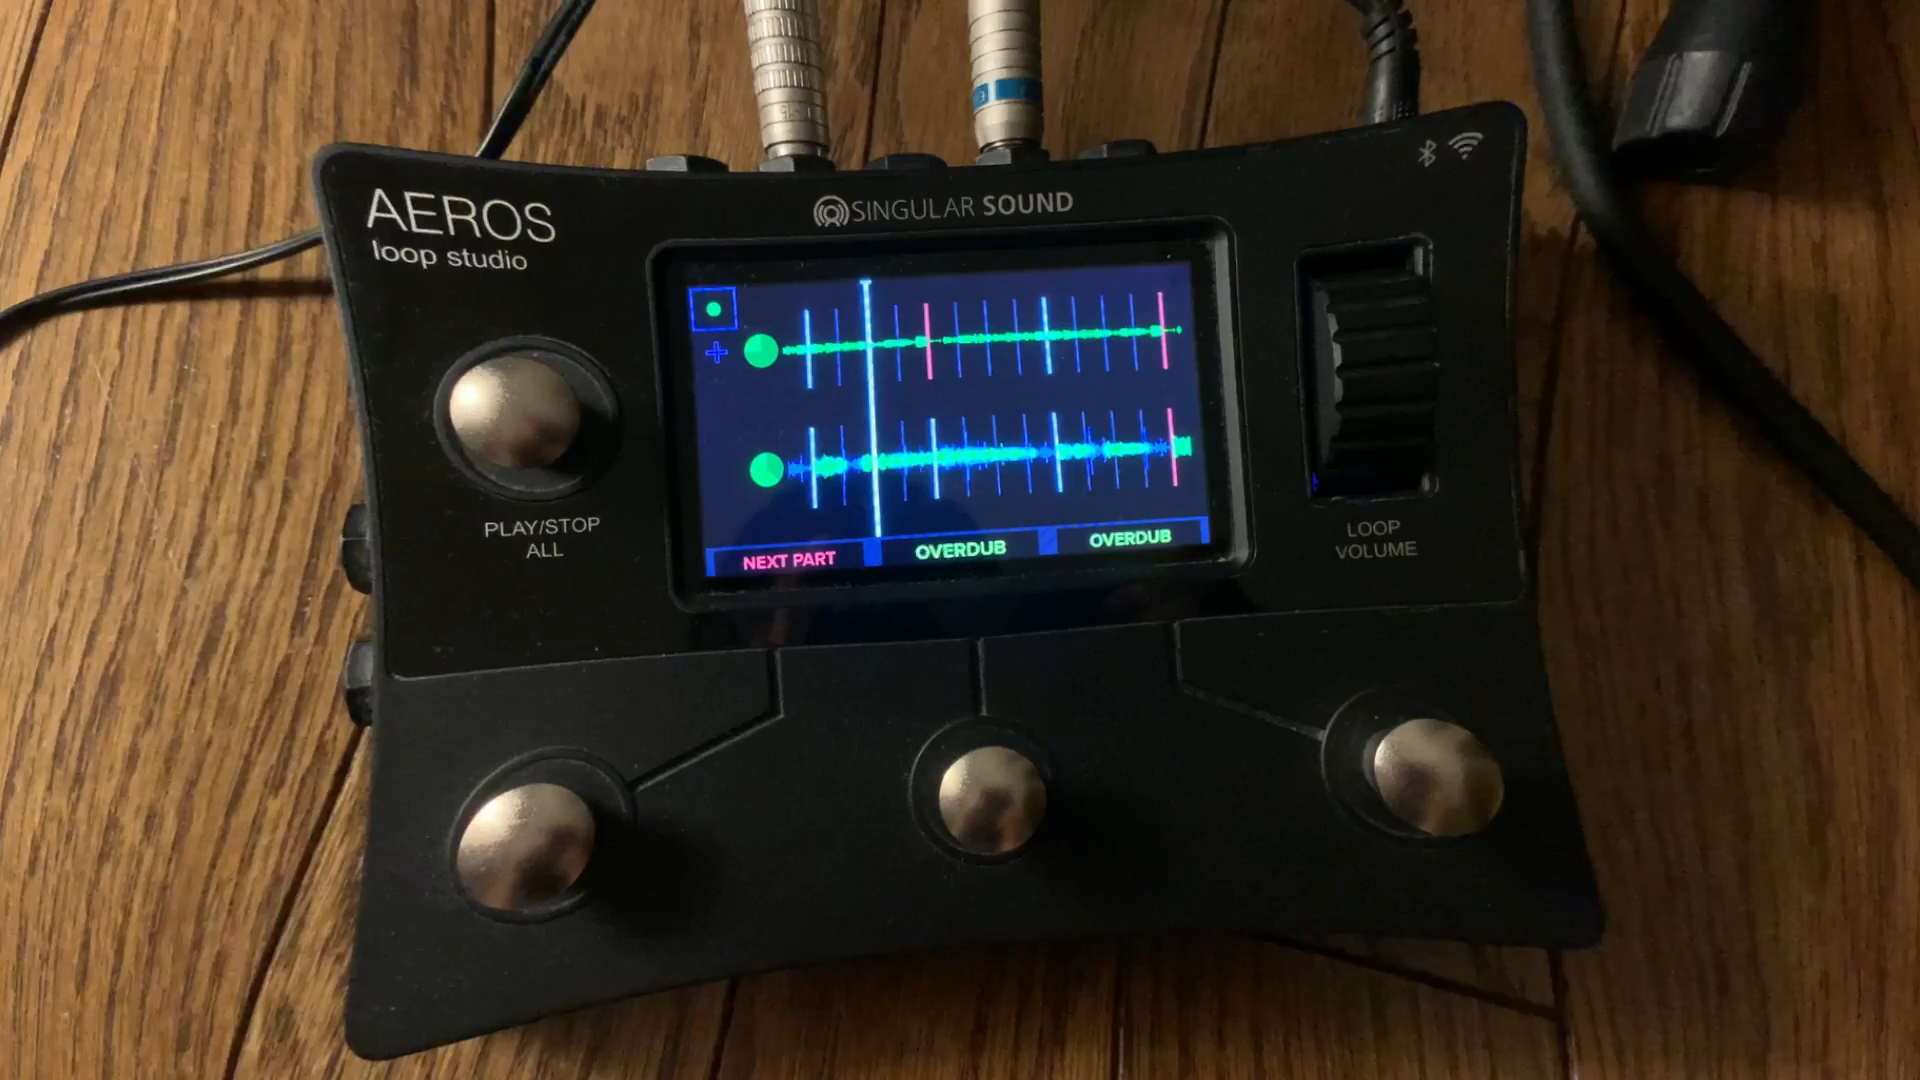 AEROS
loop studio
SINGULAR SOUND
PLAY/STOP
ALL
NEXT PART
OVERDUB
OVERDUB
LOOP
VOLUME